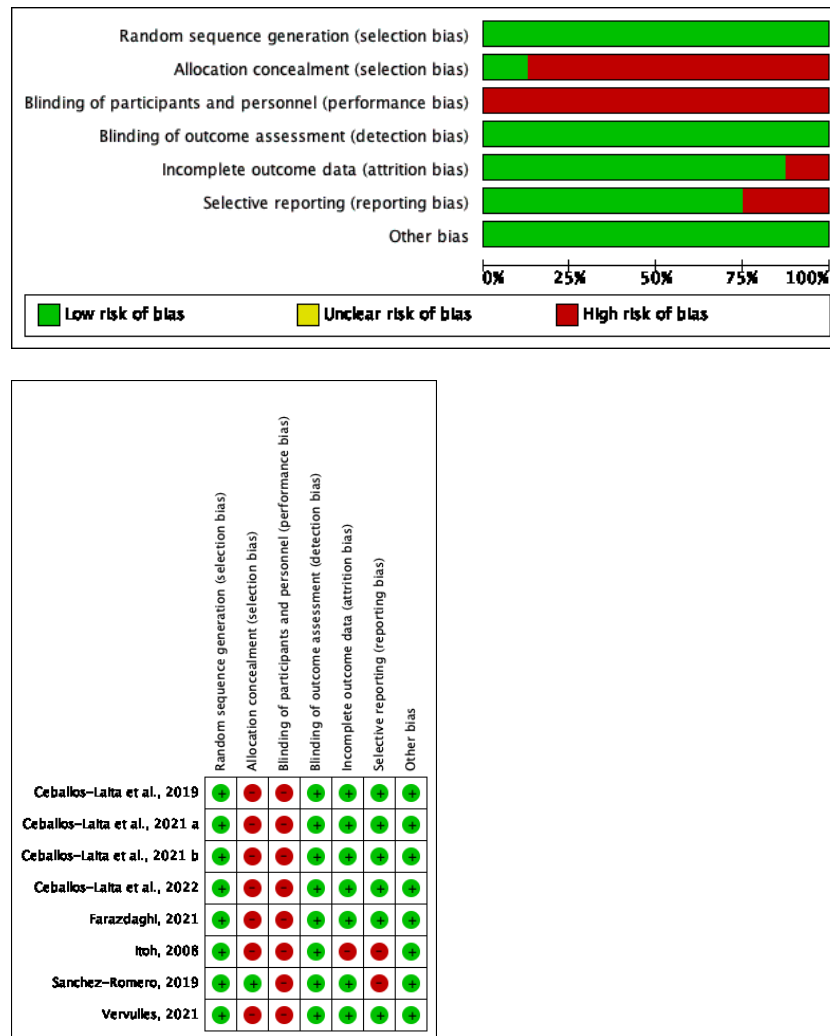 Random sequence generation (selection bias)
Allocation concealment (selection bias)
Blinding of participants and personnel (performance bias)
Blinding of outcome assessment (detection bias)
Incomplete outcome data (attrition bias)
Selective reporting (reporting bias)
Other bias
0% 25% 50% 75% 100%
Low risk of bias Unclear risk of bias High risk of bias
Random sequence generation (selection bias)
Allocation concealment (selection bias)
Blinding of participants and personnel (performance bias)
Blinding of outcome assessment (detection bias)
Incomplete outcome data (attrition bias)
Selective reporting (reporting bias)
Other bias
Ceballos-Laita et al., 2019 + - - + + + +
Ceballos-Laita et al., 2021 a + - - + + + +
Ceballos-Laita et al., 2021 b + - - + + + +
Ceballos-Laita et al., 2022 + - - + + + +
Farazdaghi, 2021 + - - + + + +
Itoh, 2008 + - - + - - +
Sanchez-Romero, 2019 + + - + + - +
Vervulles, 2021 + - - + + + +